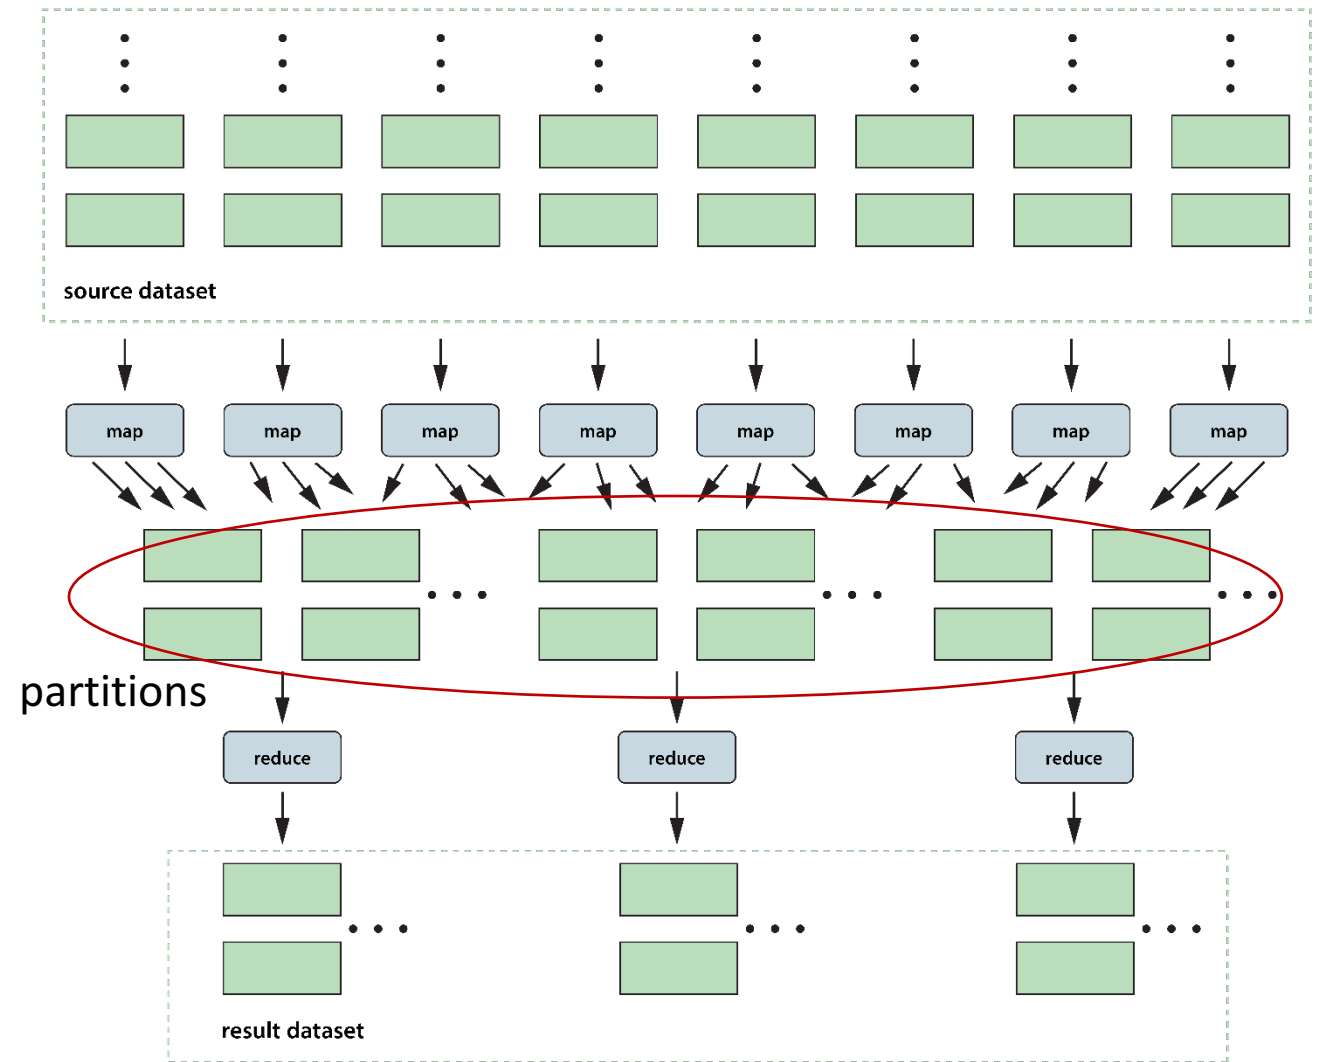 source dataset
map map map map map map map map
partitions
reduce reduce reduce
result dataset